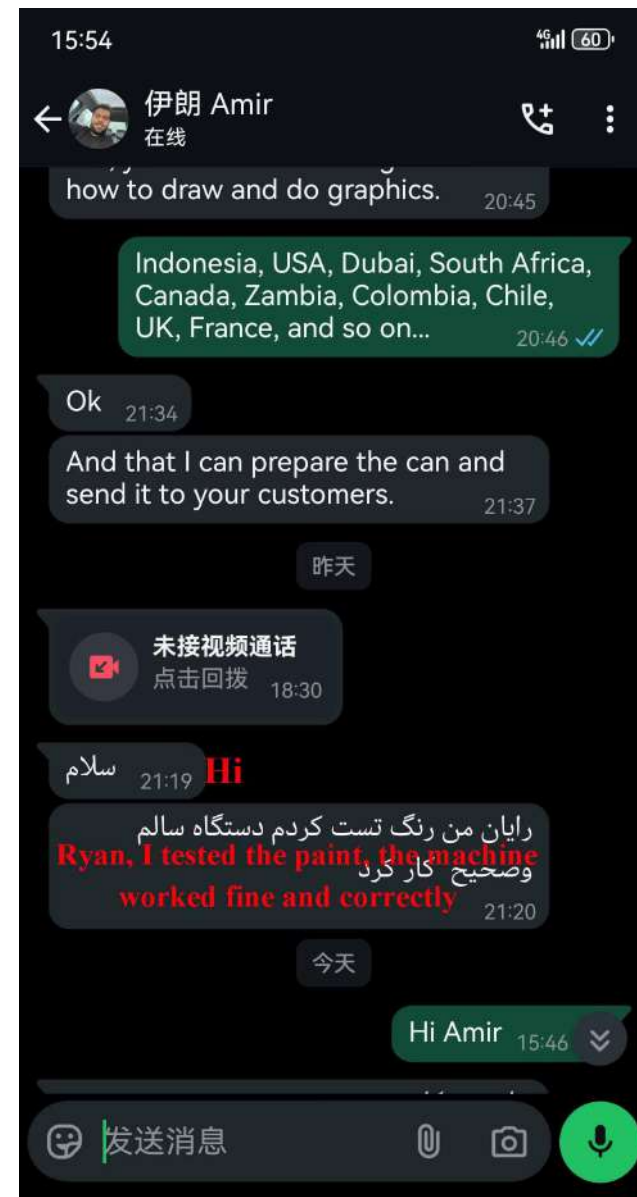 15:54
4G 60
伊朗 Amir
在线
how to draw and do graphics.
20:45
Indonesia, USA, Dubai, South Africa,
Canada, Zambia, Colombia, Chile,
UK, France, and so on...
20:46
Ok 21:34
And that I can prepare the can and
send it to your customers.
21:37
昨天
未接视频通话
点击回拨 18:30
سلام
21:19 Hi
رایان من رنگ تست کردم دستگاه سالم
Ryan, I tested the paint, the machine
وصحیح کار کرد
worked fine and correctly
21:20
今天
Hi Amir 15:46
发送消息